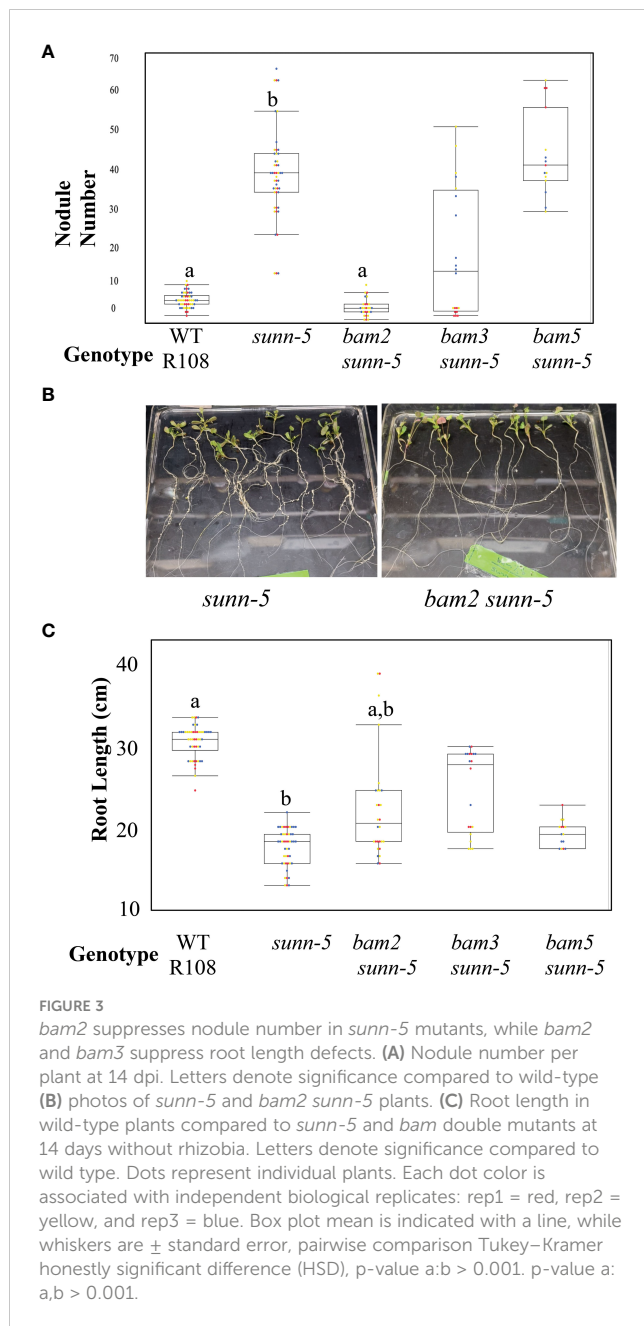 A
70
60
50
40
30
20
10
0
Nodule
Number
b
a
a
Genotype
WT
R108
sunn-5
bam2
sunn-5
bam3
sunn-5
bam5
sunn-5
B
sunn-5
bam2 sunn-5
C
40
30
20
10
Root Length (cm)
a
b
a,b
Genotype
WT
R108
sunn-5
bam2
sunn-5
bam3
sunn-5
bam5
sunn-5
FIGURE 3
bam2 suppresses nodule number in sunn-5 mutants, while bam2
and bam3 suppress root length defects. (A) Nodule number per
plant at 14 dpi. Letters denote significance compared to wild-type
(B) photos of sunn-5 and bam2 sunn-5 plants. (C) Root length in
wild-type plants compared to sunn-5 and bam double mutants at
14 days without rhizobia. Letters denote significance compared to
wild type. Dots represent individual plants. Each dot color is
associated with independent biological replicates: rep1 = red, rep2 =
yellow, and rep3 = blue. Box plot mean is indicated with a line, while
whiskers are ± standard error, pairwise comparison Tukey–Kramer
honestly significant difference (HSD), p-value a:b > 0.001. p-value a:
a,b > 0.001.